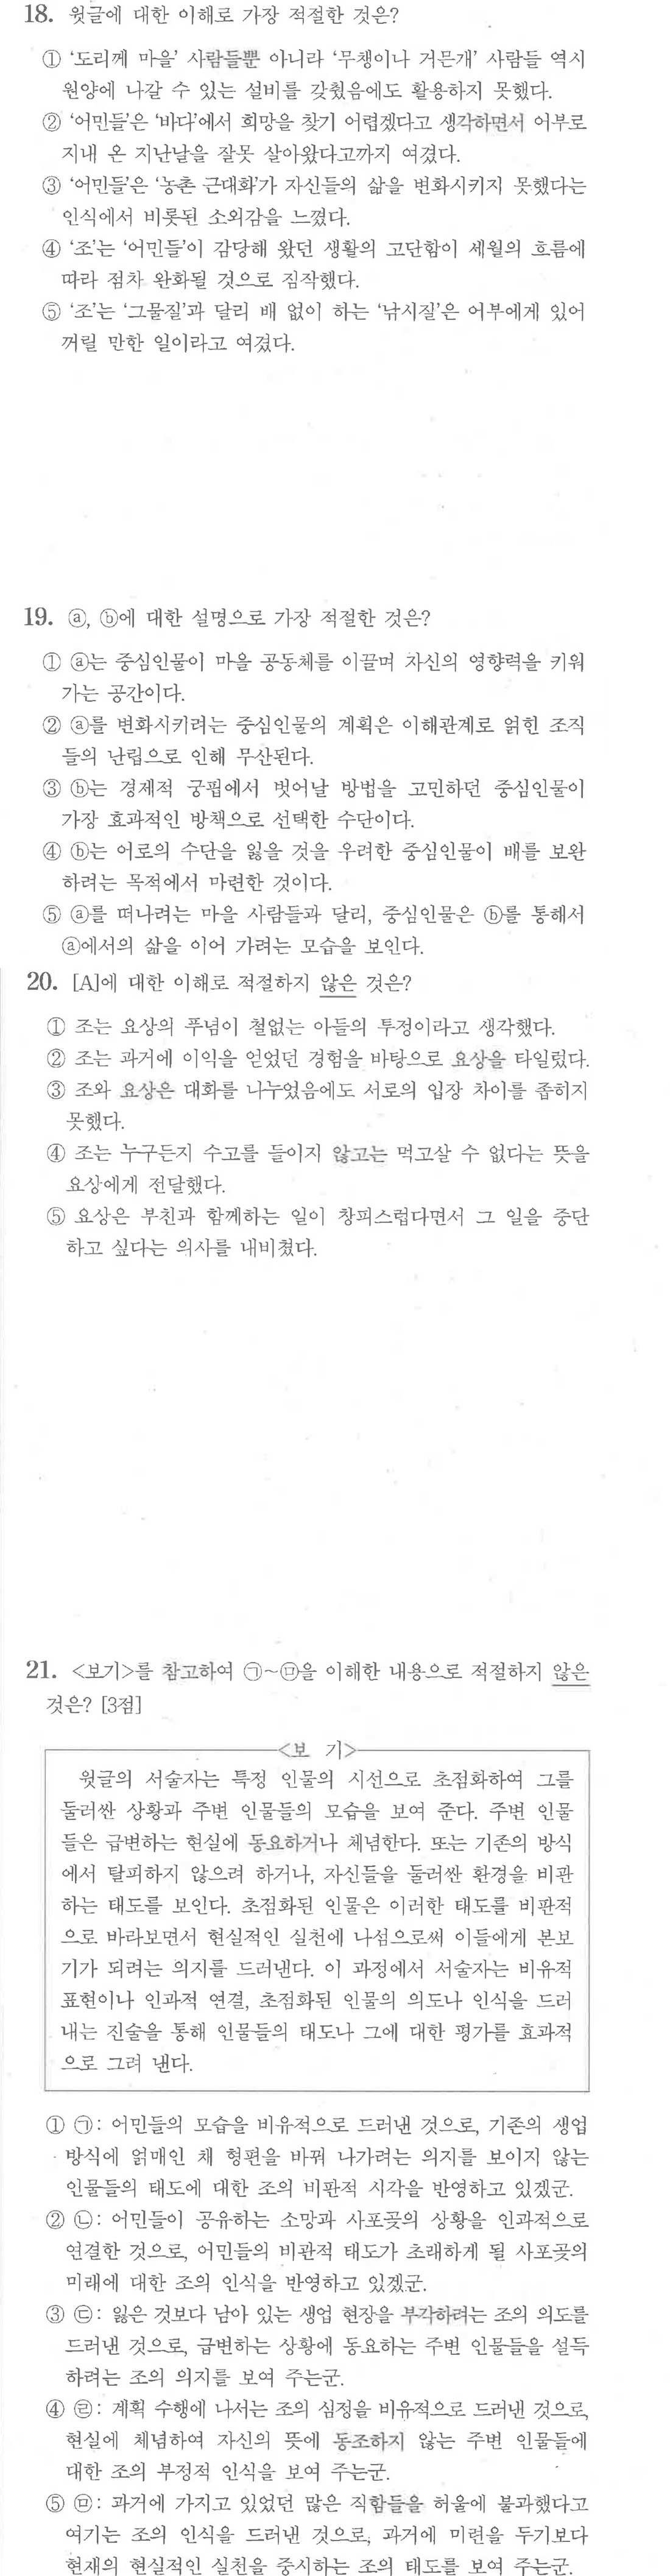 18. 윗글에 대한 이해로 가장 적절한 것은?
① '도리께 마을' 사람들뿐 아니라 '무챙이나 거믄개' 사람들 역시
원양에 나갈 수 있는 설비를 갖췄음에도 활용하지 못했다.
② '어민들'은 '바다'에서 희망을 찾기 어렵겠다고 생각하면서 어부로
지내 온 지난날을 잘못 살아왔다고까지 여겼다.
③ '어민들'은 '농촌 근대화'가 자신들의 삶을 변화시키지 못했다는
인식에서 비롯된 소외감을 느꼈다.
④ '조'는 '어민들'이 감당해 왔던 생활의 고단함이 세월의 흐름에
따라 점차 완화될 것으로 짐작했다.
⑤ '조'는 '그물질'과 달리 배 없이 하는 '낚시질'은 어부에게 있어
꺼릴 만한 일이라고 여겼다.
19. ⓐ, ⓑ에 대한 설명으로 가장 적절한 것은?
① ⓐ는 중심인물이 마을 공동체를 이끌며 자신의 영향력을 키워
가는 공간이다.
② ⓐ를 변화시키려는 중심인물의 계획은 이해관계로 얽힌 조직
들의 난립으로 인해 무산된다.
③ ⓑ는 경제적 궁핍에서 벗어날 방법을 고민하던 중심인물이
가장 효과적인 방책으로 선택한 수단이다.
④ ⓑ는 어로의 수단을 잃을 것을 우려한 중심인물이 배를 보완
하려는 목적에서 마련한 것이다.
⑤ ⓐ를 떠나려는 마을 사람들과 달리, 중심인물은 ⓑ를 통해서
ⓐ에서의 삶을 이어 가려는 모습을 보인다.
20. [A]에 대한 이해로 적절하지 않은 것은?
① 조는 요상의 푸념이 철없는 아들의 투정이라고 생각했다.
② 조는 과거에 이익을 얻었던 경험을 바탕으로 요상을 타일렀다.
③ 조와 요상은 대화를 나누었음에도 서로의 입장 차이를 좁히지
못했다.
④ 조는 누구든지 수고를 들이지 않고는 먹고살 수 없다는 뜻을
요상에게 전달했다.
⑤ 요상은 부친과 함께하는 일이 창피스럽다면서 그 일을 중단
하고 싶다는 의사를 내비쳤다.
21. <보기>를 참고하여 ㉠~㉤을 이해한 내용으로 적절하지 않은
것은? [3점]
<보 기>
윗글의 서술자는 특정 인물의 시선으로 초점화하여 그를
둘러싼 상황과 주변 인물들의 모습을 보여 준다. 주변 인물
들은 급변하는 현실에 동요하거나 체념한다. 또는 기존의 방식
에서 탈피하지 않으려 하거나, 자신들을 둘러싼 환경을 비관
하는 태도를 보인다. 초점화된 인물은 이러한 태도를 비판적
으로 바라보면서 현실적인 실천에 나섬으로써 이들에게 본보
기가 되려는 의지를 드러낸다. 이 과정에서 서술자는 비유적
표현이나 인과적 연결, 초점화된 인물의 의도나 인식을 드러
내는 진술을 통해 인물들의 태도나 그에 대한 평가를 효과적
으로 그려 낸다.
① ㉠: 어민들의 모습을 비유적으로 드러낸 것으로, 기존의 생업
방식에 얽매인 채 형편을 바꿔 나가려는 의지를 보이지 않는
인물들의 태도에 대한 조의 비판적 시각을 반영하고 있겠군.
② ㉡: 어민들이 공유하는 소망과 사포곶의 상황을 인과적으로
연결한 것으로, 어민들의 비관적 태도가 초래하게 될 사포곶의
미래에 대한 조의 인식을 반영하고 있겠군.
③ ㉢: 잃은 것보다 남아 있는 생업 현장을 부각하려는 조의 의도를
드러낸 것으로, 급변하는 상황에 동요하는 주변 인물들을 설득
하려는 조의 의지를 보여 주는군.
④ ㉣: 계획 수행에 나서는 조의 심정을 비유적으로 드러낸 것으로,
현실에 체념하여 자신의 뜻에 동조하지 않는 주변 인물들에
대한 조의 부정적 인식을 보여 주는군.
⑤ ㉤: 과거에 가지고 있었던 많은 직함들을 허울에 불과했다고
여기는 조의 인식을 드러낸 것으로, 과거에 미련을 두기보다
현재의 현실적인 실천을 중시하는 조의 태도를 보여 주는군.